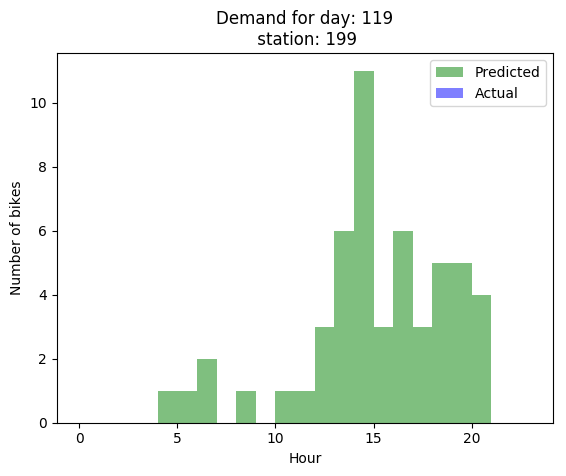 Demand for day: 119
station: 199
Predicted
Actual
Number of bikes
10
8
6
4
2
0
0
5
10
15
20
Hour